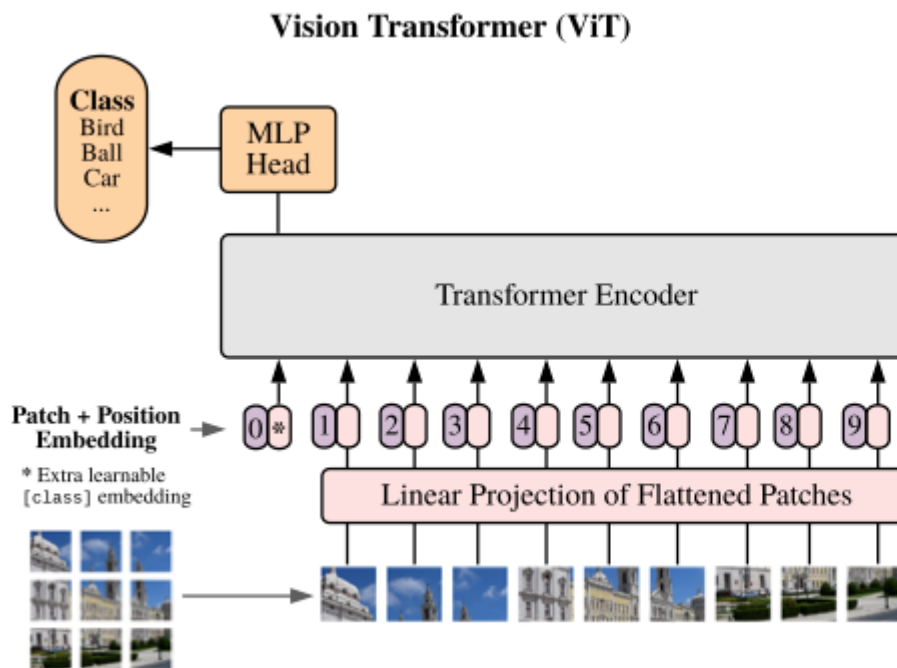 Vision Transformer (ViT)
Class
Bird
Ball
Car
...
MLP
Head
Transformer Encoder
Patch + Position
Embedding
0 * 1 2 3 4 5 6 7 8 9
* Extra learnable
[class] embedding
Linear Projection of Flattened Patches